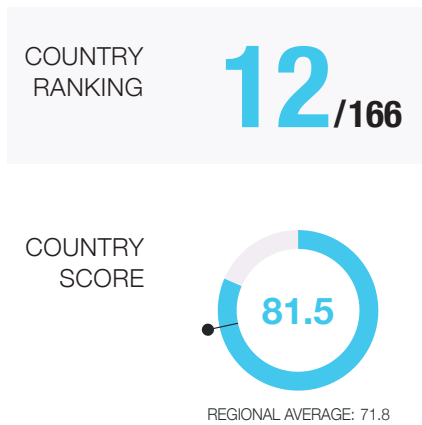 COUNTRY
RANKING
12/166
COUNTRY
SCORE
81.5
REGIONAL AVERAGE: 71.8